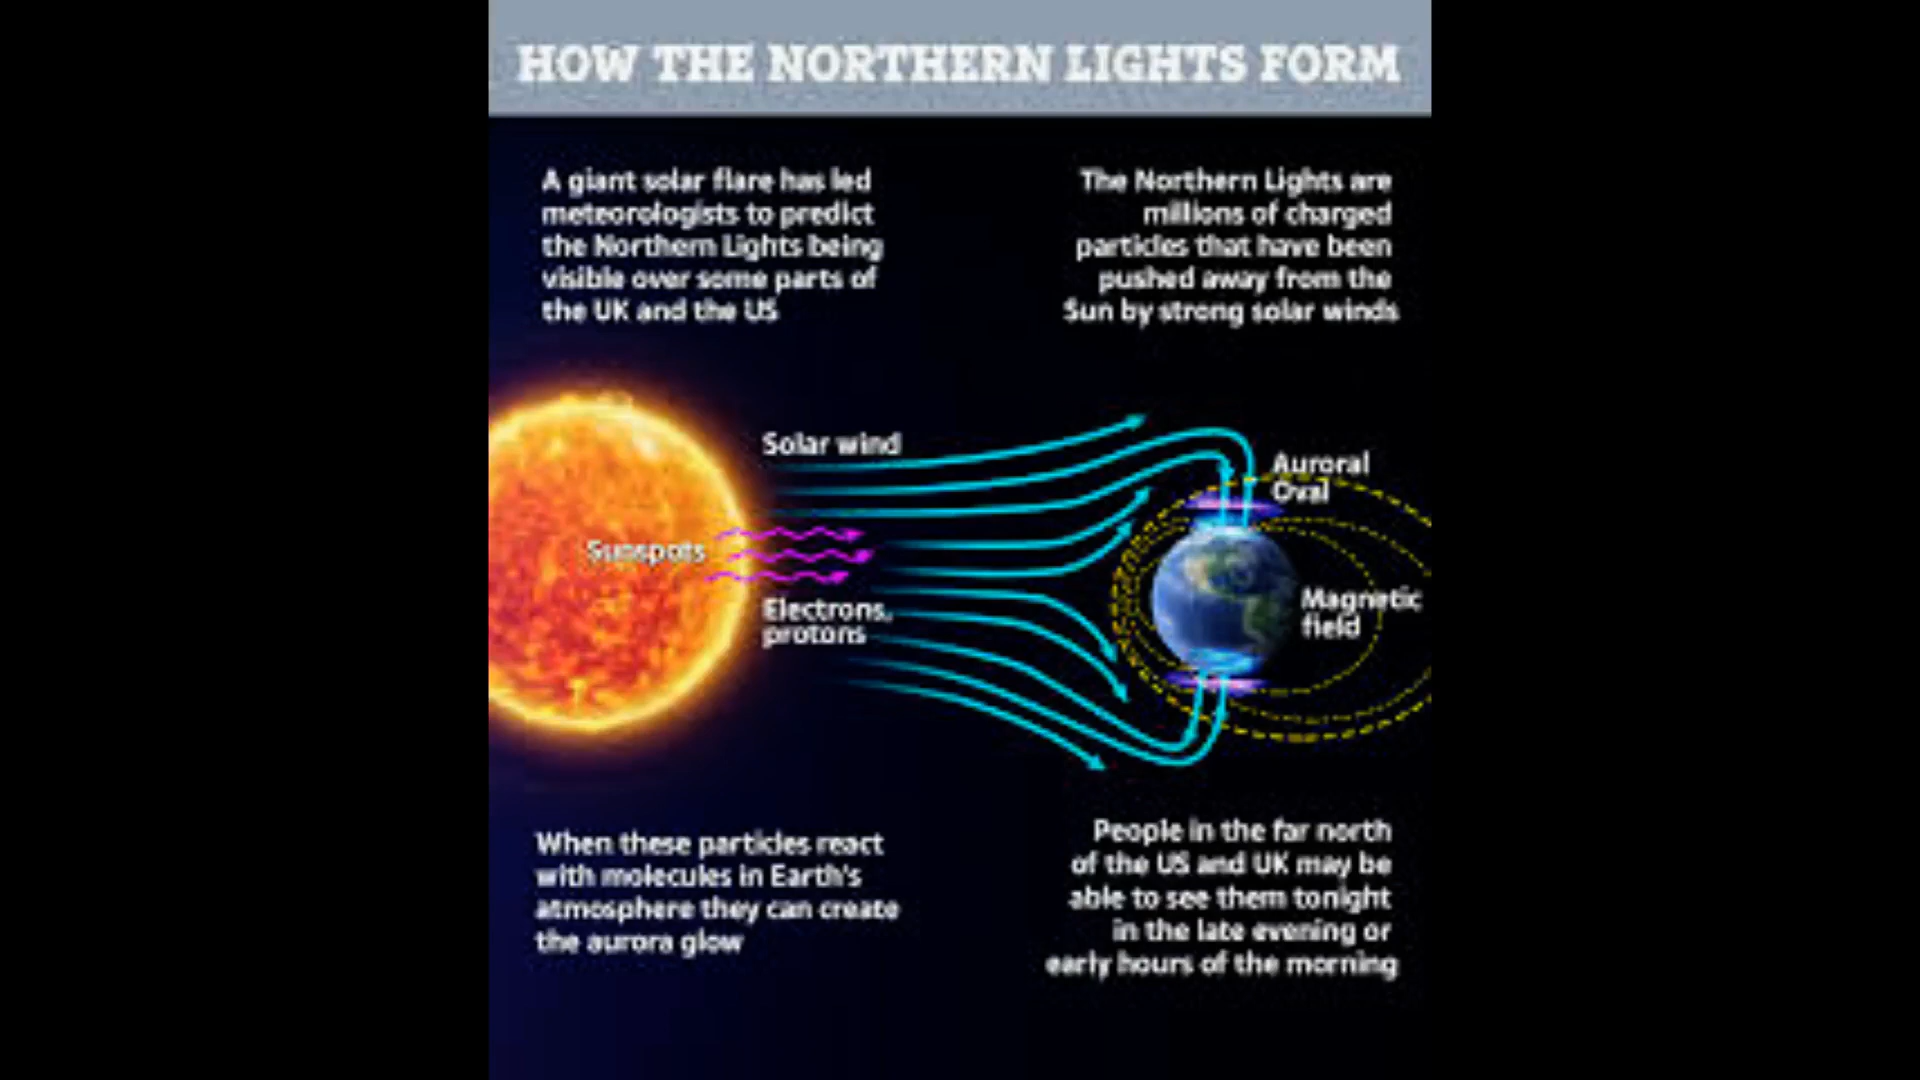 HOW THE NORTHERN LIGHTS FORM
A giant solar flare has led
meteorologists to predict
the Northern Lights being
visible over some parts of
the UK and the US
The Northern Lights are
millions of charged
particles that have been
pushed away from the
Sun by strong solar winds
Solar wind
Auroral
Oval
Sunspots
Electrons,
protons
Magnetic
field
When these particles react
with molecules in Earth's
atmosphere they can create
the aurora glow
People in the far north
of the US and UK may be
able to see them tonight
in the late evening or
early hours of the morning